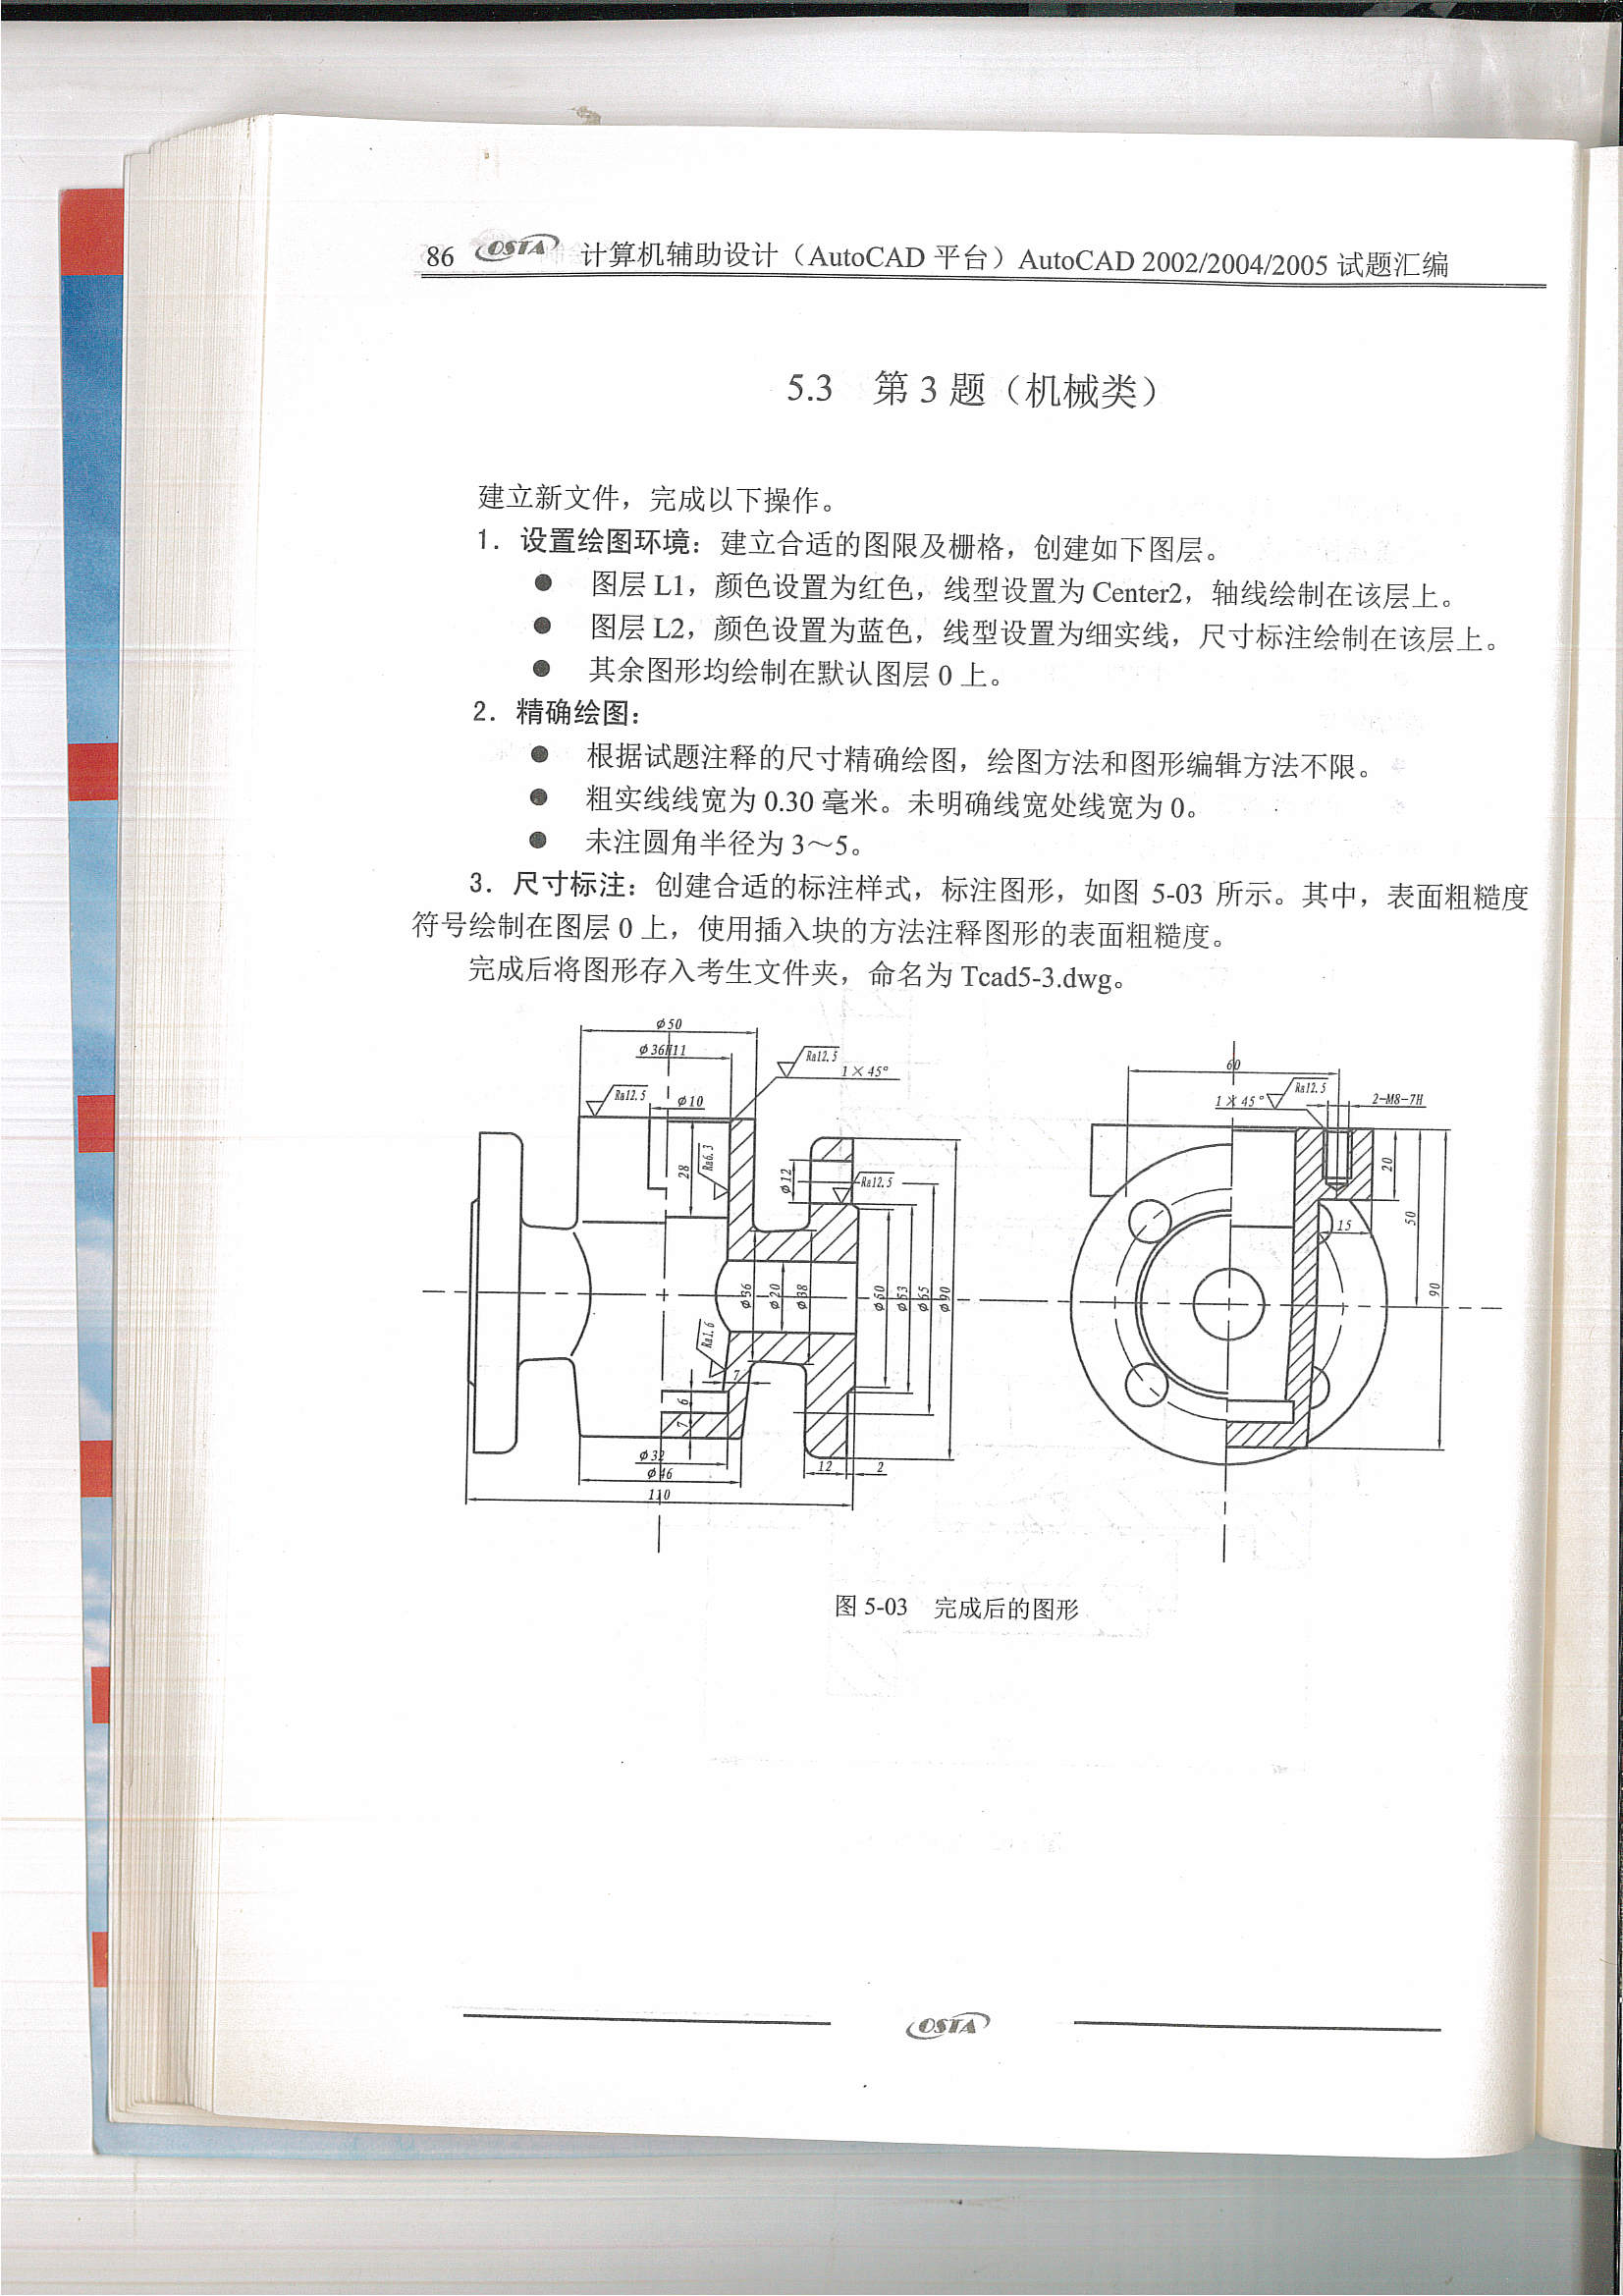 86 OSTA 计算机辅助设计（AutoCAD 平台）AutoCAD 2002/2004/2005 试题汇编
5.3 第 3 题（机械类）
建立新文件，完成以下操作。
1．设置绘图环境：建立合适的图限及栅格，创建如下图层。
● 图层 L1，颜色设置为红色，线型设置为 Center2，轴线绘制在该层上。
● 图层 L2，颜色设置为蓝色，线型设置为细实线，尺寸标注绘制在该层上。
● 其余图形均绘制在默认图层 0 上。
2．精确绘图：
● 根据试题注释的尺寸精确绘图，绘图方法和图形编辑方法不限。
● 粗实线线宽为 0.30 毫米。未明确线宽处线宽为 0。
● 未注圆角半径为 3～5。
3．尺寸标注：创建合适的标注样式，标注图形，如图 5-03 所示。其中，表面粗糙度
符号绘制在图层 0 上，使用插入块的方法注释图形的表面粗糙度。
完成后将图形存入考生文件夹，命名为 Tcad5-3.dwg。
φ50
φ36H11
Ra12.5
1×45°
Ra12.5
φ10
28
Ra6.3
φ12
Ra12.5
φ36
φ20
φ38
φ50
φ53
φ65
φ90
Ra1.6
7
6
7
φ32
φ46
12
2
110
60
Ra12.5
1×45°
2-M8-7H
20
15
50
90
图 5-03 完成后的图形
OSTA